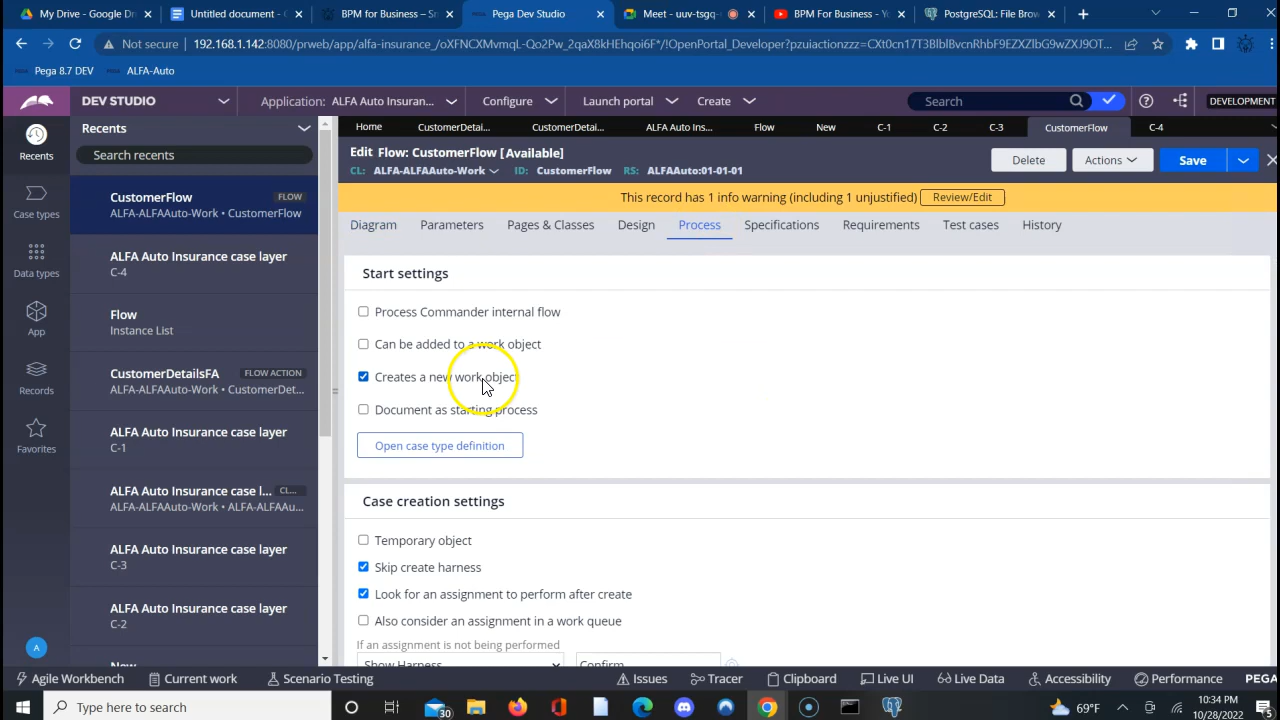 My Drive - Google D
Untitled document - G
BPM for Business – Sn
Pega Dev Studio
Meet - uuv-tsgq-
BPM For Business - Yo
PostgreSQL: File Brow
Not secure 192.168.1.142:8080/prweb/app/alfa-insurance_/oXFNCXMvmqL-Qo2Pw_2qaX8kHEhqoi6F*/!OpenPortal_Developer?pzuiactionzzz=CXt0cn17T3BlblBvcnRhbF9EZXZlbG9wZXJ9OT...
Pega 8.7 DEV
ALFA-Auto
DEV STUDIO
Application: ALFA Auto Insuran...
Configure
Launch portal
Create
Search
DEVELOPMENT
Recents
Recents
Search recents
Home
CustomerDetai...
CustomerDetai...
ALFA Auto Ins...
Flow
New
C-1
C-2
C-3
CustomerFlow
C-4
Edit Flow: CustomerFlow [Available]
CL: ALFA-ALFAAuto-Work ID: CustomerFlow RS: ALFAAuto:01-01-01
Delete
Actions
Save
This record has 1 info warning (including 1 unjustified) Review/Edit
Diagram
Parameters
Pages & Classes
Design
Process
Specifications
Requirements
Test cases
History
Case types
Data types
App
Records
Favorites
A
CustomerFlow FLOW
ALFA-ALFAAuto-Work • CustomerFlow
ALFA Auto Insurance case layer
C-4
Flow
Instance List
CustomerDetailsFA FLOW ACTION
ALFA-ALFAAuto-Work • CustomerDet...
ALFA Auto Insurance case layer
C-1
ALFA Auto Insurance case l... CL...
ALFA-ALFAAuto-Work • ALFA-ALFAAu...
ALFA Auto Insurance case layer
C-3
ALFA Auto Insurance case layer
C-2
New
Start settings
Process Commander internal flow
Can be added to a work object
Creates a new work object
Document as starting process
Open case type definition
Case creation settings
Temporary object
Skip create harness
Look for an assignment to perform after create
Also consider an assignment in a work queue
If an assignment is not being performed
Show Harness
Confirm
Agile Workbench
Current work
Scenario Testing
Issues
Tracer
Clipboard
Live UI
Live Data
Accessibility
Performance
PEGA
Type here to search
30
69°F
10:34 PM
10/28/2022
5